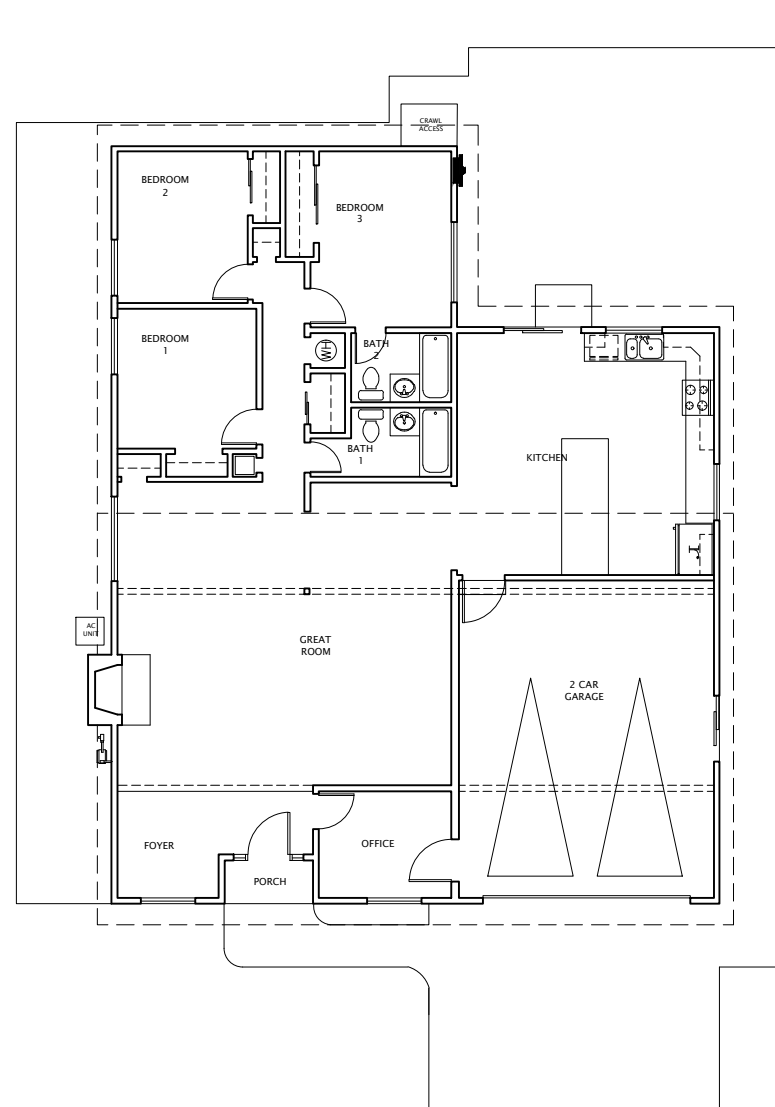 CRAWL
ACCESS
BEDROOM
2
BEDROOM
3
BEDROOM
1
WH
BATH
2
BATH
1
KITCHEN
AC
UNIT
GREAT
ROOM
2 CAR
GARAGE
FOYER
OFFICE
PORCH